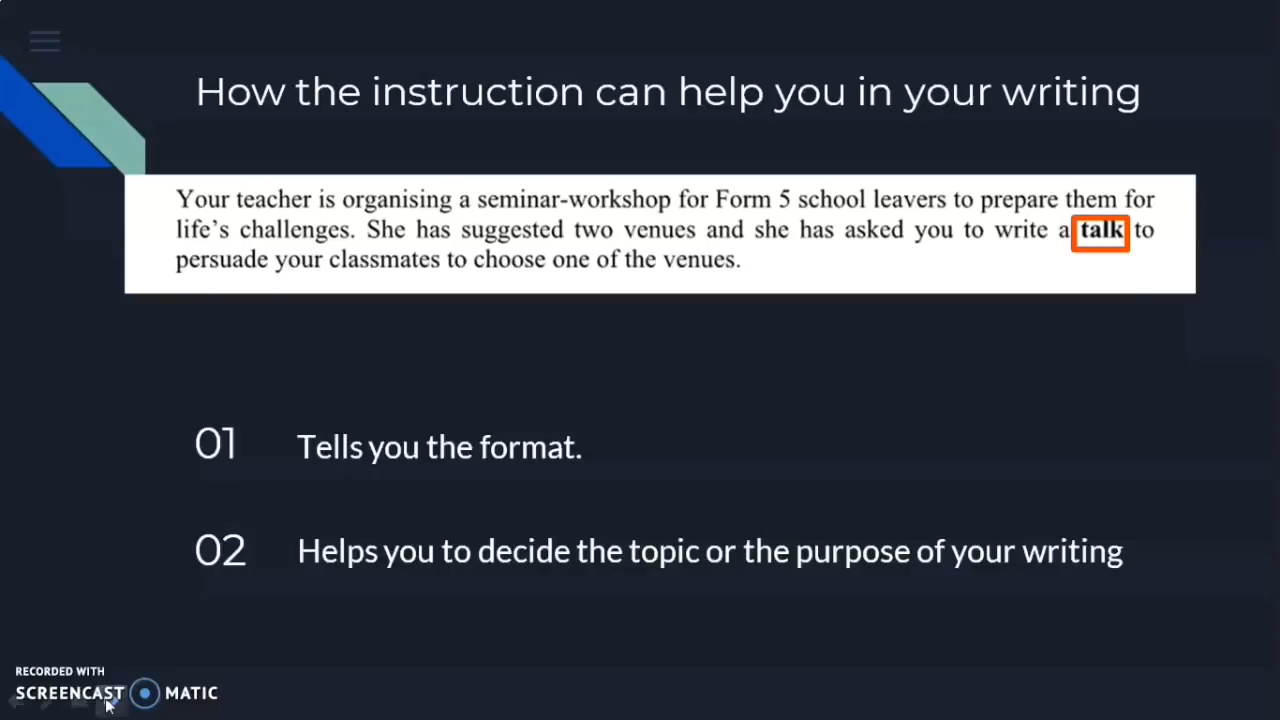 How the instruction can help you in your writing
Your teacher is organising a seminar-workshop for Form 5 school leavers to prepare them for
life's challenges. She has suggested two venues and she has asked you to write a talk to
persuade your classmates to choose one of the venues.
01 Tells you the format.
02 Helps you to decide the topic or the purpose of your writing
RECORDED WITH
SCREENCAST MATIC